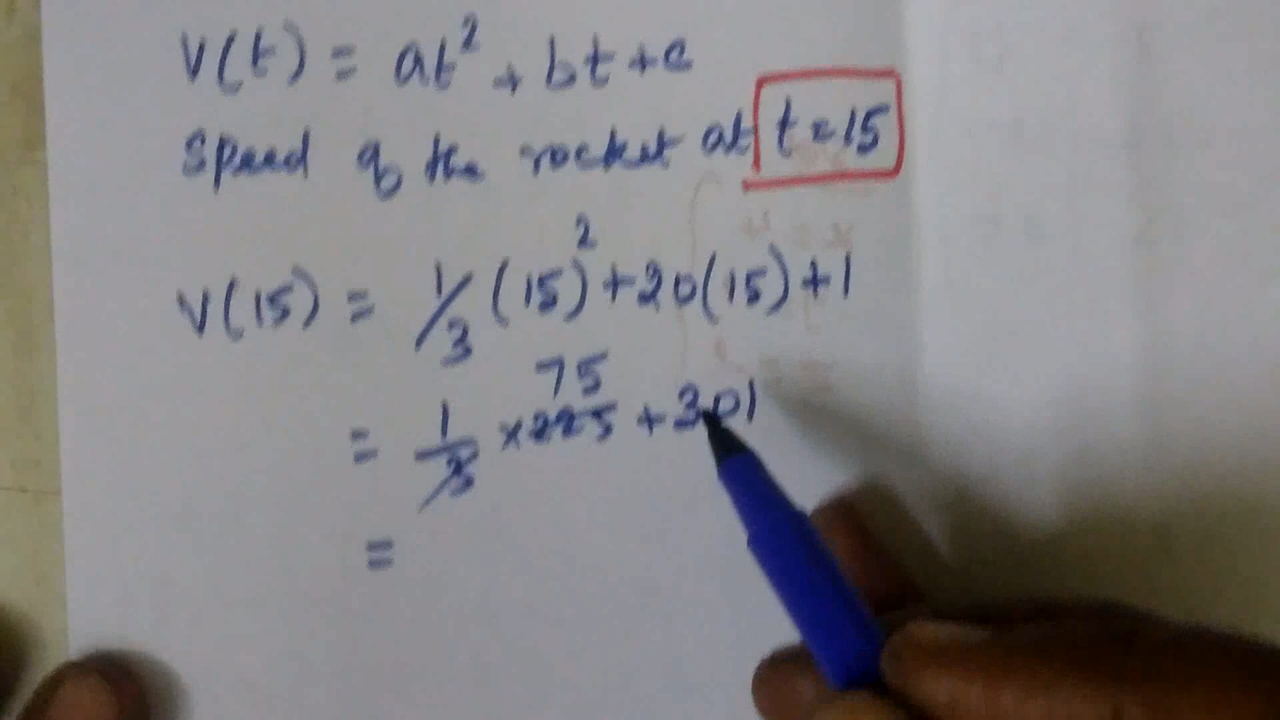 V(t) = at² + bt + c
Speed of the rocket at t = 15
V(15) = 1/3 (15)² + 20(15) + 1
75
= 1/3 × 225 + 301
=